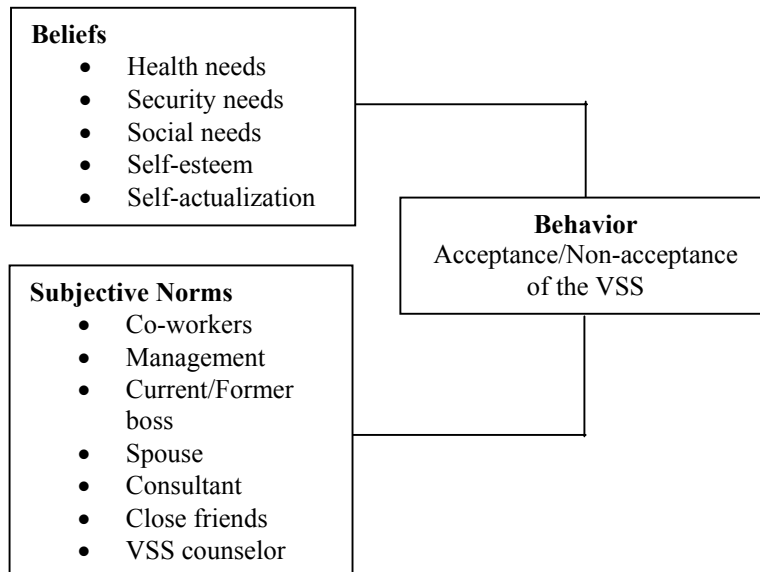 Beliefs
• Health needs
• Security needs
• Social needs
• Self-esteem
• Self-actualization
Behavior
Acceptance/Non-acceptance
of the VSS
Subjective Norms
• Co-workers
• Management
• Current/Former
boss
• Spouse
• Consultant
• Close friends
• VSS counselor